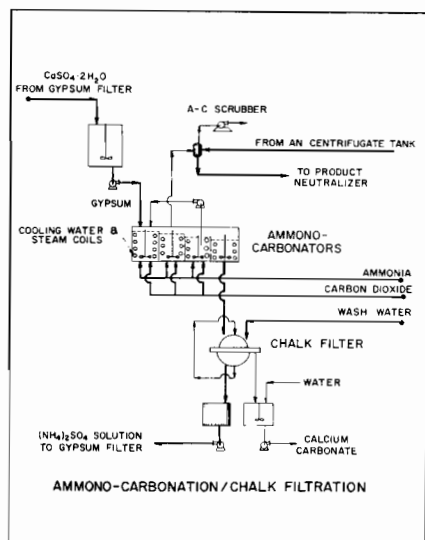 CaSO4·2H2O
FROM GYPSUM FILTER
A-C SCRUBBER
FROM AN CENTRIFUGATE TANK
TO PRODUCT
NEUTRALIZER
GYPSUM
COOLING WATER &
STEAM COILS
AMMONO-
CARBONATORS
AMMONIA
CARBON DIOXIDE
WASH WATER
CHALK FILTER
WATER
(NH4)2SO4 SOLUTION
TO GYPSUM FILTER
CALCIUM
CARBONATE
AMMONO-CARBONATION/CHALK FILTRATION